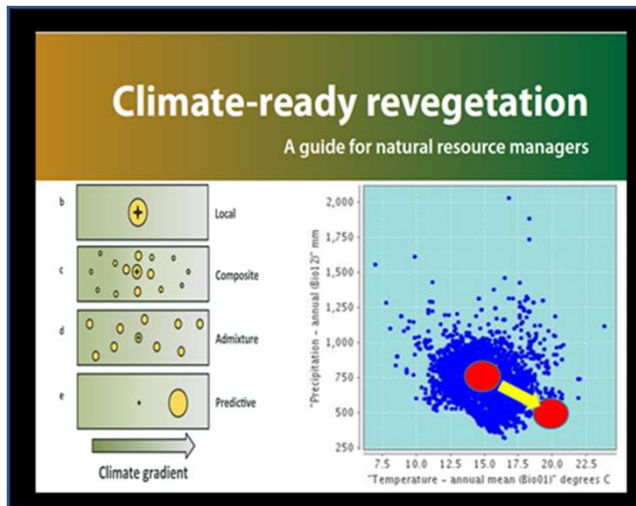 Climate-ready revegetation
A guide for natural resource managers
b
Local
c
Composite
d
Admixture
e
Predictive
Climate gradient
"Precipitation - annual (Bio12)" mm
2,000
1,750
1,500
1,250
1,000
750
500
250
7.5 10.0 12.5 15.0 17.5 20.0 22.5
"Temperature - annual mean (Bio01)" degrees C